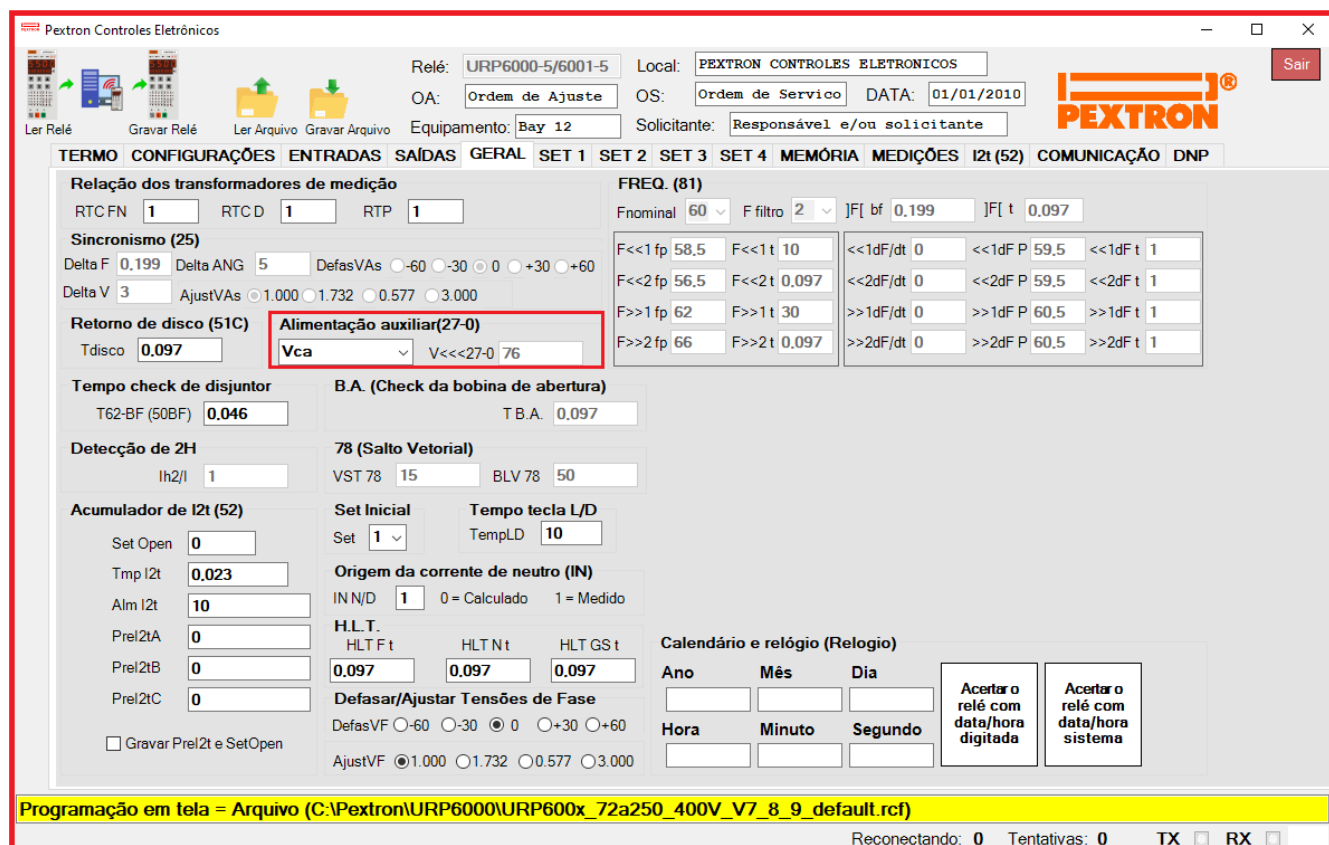 Pextron Controles Eletrônicos
Relé: URP6000-5/6001-5 Local: PEXTRON CONTROLES ELETRONICOS Sair
OA: Ordem de Ajuste OS: Ordem de Servico DATA: 01/01/2010
PEXTRON®
Ler Relé Gravar Relé Ler Arquivo Gravar Arquivo Equipamento: Bay 12 Solicitante: Responsável e/ou solicitante
TERMO CONFIGURAÇÕES ENTRADAS SAÍDAS GERAL SET 1 SET 2 SET 3 SET 4 MEMÓRIA MEDIÇÕES I2t (52) COMUNICAÇÃO DNP
Relação dos transformadores de medição
RTC FN 1 RTC D 1 RTP 1
FREQ. (81)
Fnominal 60 F filtro 2 ]F[ bf 0,199 ]F[ t 0,097
Sincronismo (25)
Delta F 0,199 Delta ANG 5 DefasVAs -60 -30 0 +30 +60
Delta V 3 AjustVAs 1.000 1.732 0.577 3.000
F<<1 fp 58,5 F<<1 t 10 <<1dF/dt 0 <<1dF P 59,5 <<1dF t 1
F<<2 fp 56,5 F<<2 t 0,097 <<2dF/dt 0 <<2dF P 59,5 <<2dF t 1
F>>1 fp 62 F>>1 t 30 >>1dF/dt 0 >>1dF P 60,5 >>1dF t 1
F>>2 fp 66 F>>2 t 0,097 >>2dF/dt 0 >>2dF P 60,5 >>2dF t 1
Retorno de disco (51C)
Tdisco 0,097
Alimentação auxiliar(27-0)
Vca V<<<27-0 76
Tempo check de disjuntor
T62-BF (50BF) 0,046
B.A. (Check da bobina de abertura)
T B.A. 0,097
Detecção de 2H
Ih2/I 1
78 (Salto Vetorial)
VST 78 15 BLV 78 50
Acumulador de I2t (52)
Set Open 0
Tmp I2t 0,023
Alm I2t 10
PreI2tA 0
PreI2tB 0
PreI2tC 0
Gravar PreI2t e SetOpen
Set Inicial
Set 1
Tempo tecla L/D
TempLD 10
Origem da corrente de neutro (IN)
IN N/D 1 0 = Calculado 1 = Medido
H.L.T.
HLT F t HLT N t HLT GS t
0,097 0,097 0,097
Defasar/Ajustar Tensões de Fase
DefasVF -60 -30 0 +30 +60
AjustVF 1.000 1.732 0.577 3.000
Calendário e relógio (Relogio)
Ano Mês Dia
Hora Minuto Segundo
Acertar o
relé com
data/hora
digitada
Acertar o
relé com
data/hora
sistema
Programação em tela = Arquivo (C:\Pextron\URP6000\URP600x_72a250_400V_V7_8_9_default.rcf)
Reconectando: 0 Tentativas: 0 TX RX